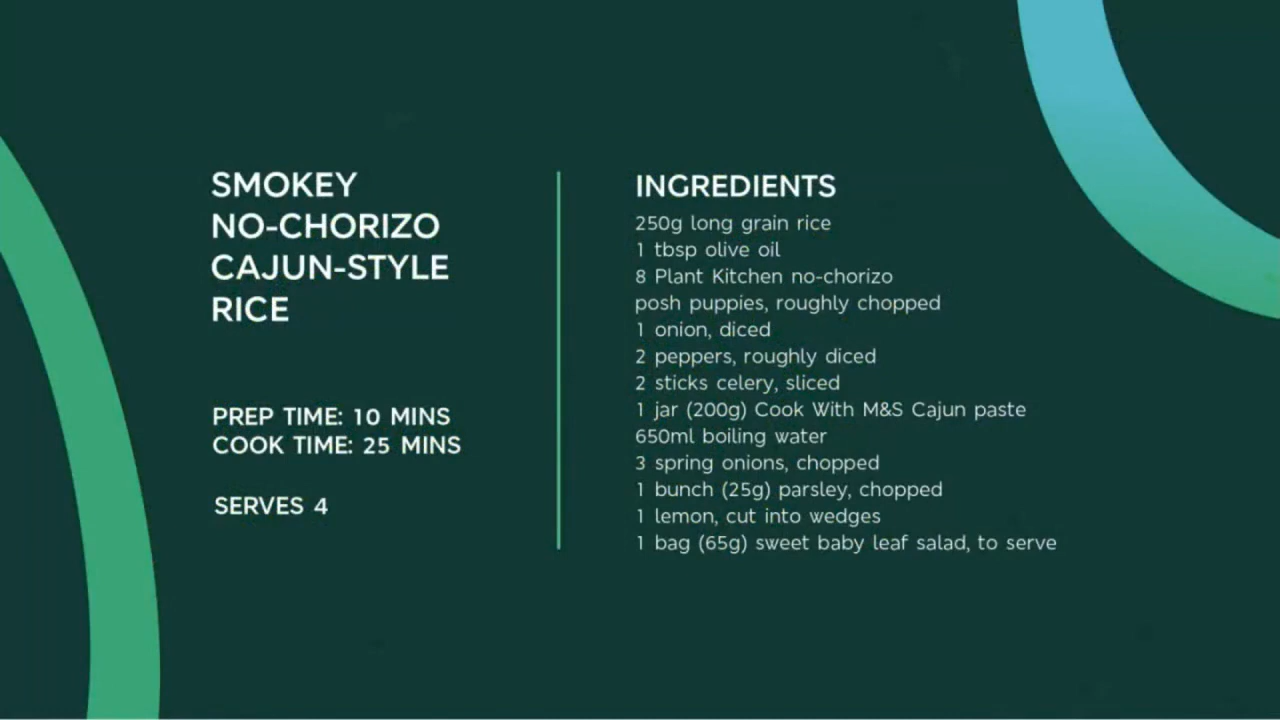 SMOKEY
NO-CHORIZO
CAJUN-STYLE
RICE
PREP TIME: 10 MINS
COOK TIME: 25 MINS
SERVES 4
INGREDIENTS
250g long grain rice
1 tbsp olive oil
8 Plant Kitchen no-chorizo
posh puppies, roughly chopped
1 onion, diced
2 peppers, roughly diced
2 sticks celery, sliced
1 jar (200g) Cook With M&S Cajun paste
650ml boiling water
3 spring onions, chopped
1 bunch (25g) parsley, chopped
1 lemon, cut into wedges
1 bag (65g) sweet baby leaf salad, to serve